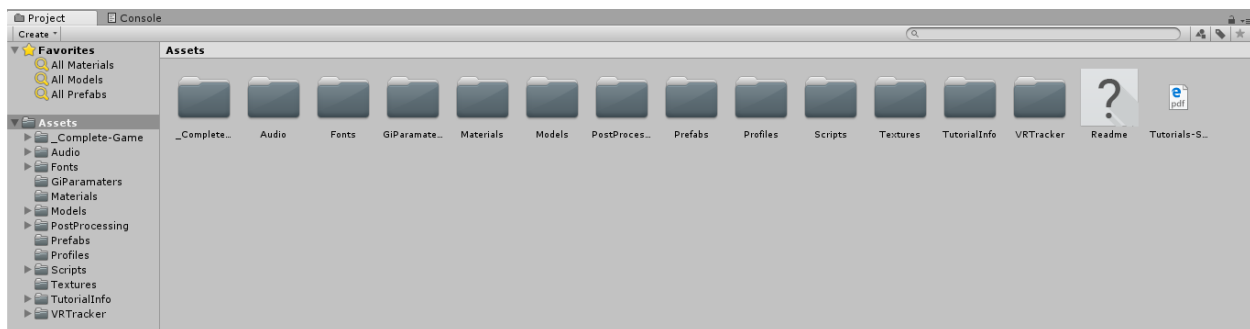 Project Console
Create
Favorites
All Materials
All Models
All Prefabs
Assets
_Complete-Game
Audio
Fonts
GiParamaters
Materials
Models
PostProcessing
Prefabs
Profiles
Scripts
Textures
TutorialInfo
VRTracker
Assets
_Complete... Audio Fonts GiParamate... Materials Models PostProces... Prefabs Profiles Scripts Textures TutorialInfo VRTracker Readme Tutorials-S...
?
e
pdf